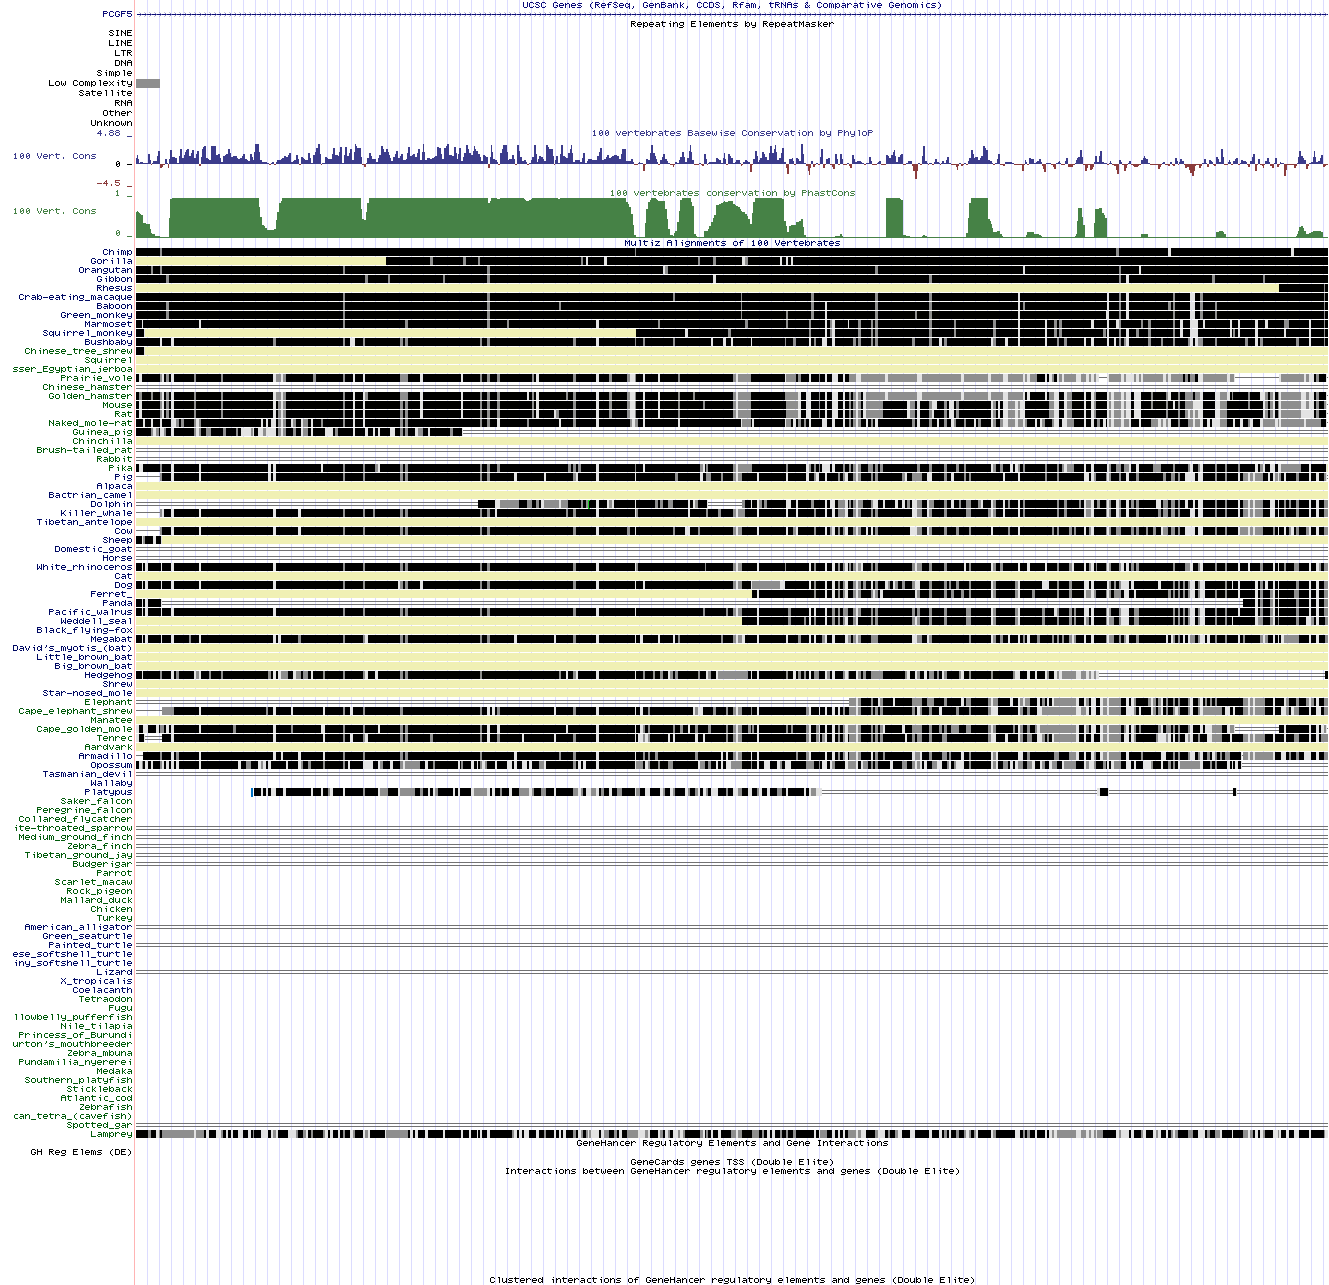 UCSC Genes (RefSeq, GenBank, CCDS, Rfam, tRNAs & Comparative Genomics)
PCGF5
Repeating Elements by RepeatMasker
SINE
LINE
LTR
DNA
Simple
Low Complexity
Satellite
RNA
Other
Unknown
4.88 _
100 vertebrates Basewise Conservation by PhyloP
100 Vert. Cons
0 _
-4.5 _
1 _
100 vertebrates conservation by PhastCons
100 Vert. Cons
0 _
Multiz Alignments of 100 Vertebrates
Chimp
Gorilla
Orangutan
Gibbon
Rhesus
Crab-eating_macaque
Baboon
Green_monkey
Marmoset
Squirrel_monkey
Bushbaby
Chinese_tree_shrew
Squirrel
sser_Egyptian_jerboa
Prairie_vole
Chinese_hamster
Golden_hamster
Mouse
Rat
Naked_mole-rat
Guinea_pig
Chinchilla
Brush-tailed_rat
Rabbit
Pika
Pig
Alpaca
Bactrian_camel
Dolphin
Killer_whale
Tibetan_antelope
Cow
Sheep
Domestic_goat
Horse
White_rhinoceros
Cat
Dog
Ferret_
Panda
Pacific_walrus
Weddell_seal
Black_flying-fox
Megabat
David's_myotis_(bat)
Little_brown_bat
Big_brown_bat
Hedgehog
Shrew
Star-nosed_mole
Elephant
Cape_elephant_shrew
Manatee
Cape_golden_mole
Tenrec
Aardvark
Armadillo
Opossum
Tasmanian_devil
Wallaby
Platypus
Saker_falcon
Peregrine_falcon
Collared_flycatcher
ite-throated_sparrow
Medium_ground_finch
Zebra_finch
Tibetan_ground_jay
Budgerigar
Parrot
Scarlet_macaw
Rock_pigeon
Mallard_duck
Chicken
Turkey
American_alligator
Green_seaturtle
Painted_turtle
ese_softshell_turtle
iny_softshell_turtle
Lizard
X_tropicalis
Coelacanth
Tetraodon
Fugu
llowbelly_pufferfish
Nile_tilapia
Princess_of_Burundi
urton's_mouthbreeder
Zebra_mbuna
Pundamilia_nyererei
Medaka
Southern_platyfish
Stickleback
Atlantic_cod
Zebrafish
can_tetra_(cavefish)
Spotted_gar
Lamprey
GeneHancer Regulatory Elements and Gene Interactions
GH Reg Elems (DE)
GeneCards genes TSS (Double Elite)
Interactions between GeneHancer regulatory elements and genes (Double Elite)
Clustered interactions of GeneHancer regulatory elements and genes (Double Elite)